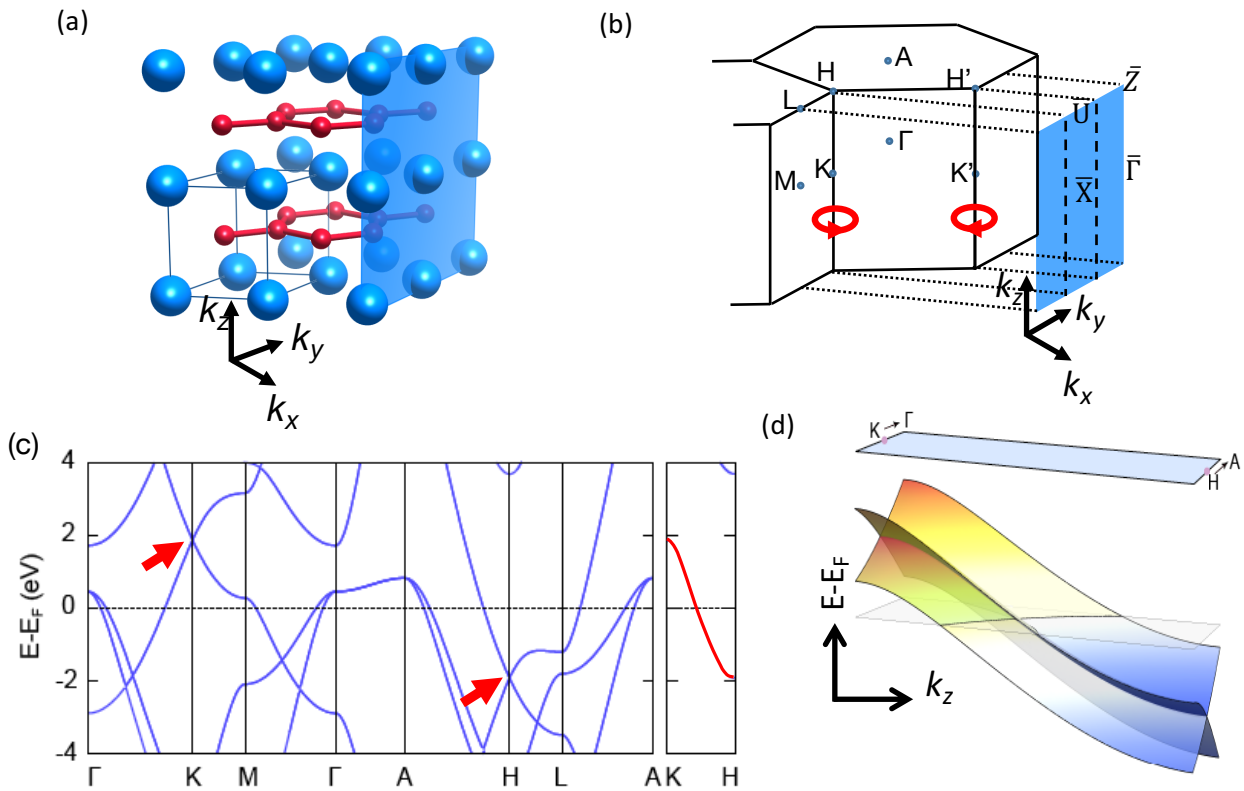 (a)
k_z
k_y
k_x
(b)
A
H
H'
Z̅
L
U̅
Γ
Γ̅
M
K
K'
X̅
k_z
k_y
k_x
(c)
E-E_F (eV)
4
2
0
-2
-4
Γ
K
M
Γ
A
H
L
A
K
H
(d)
K
Γ
A
H
E-E_F
k_z